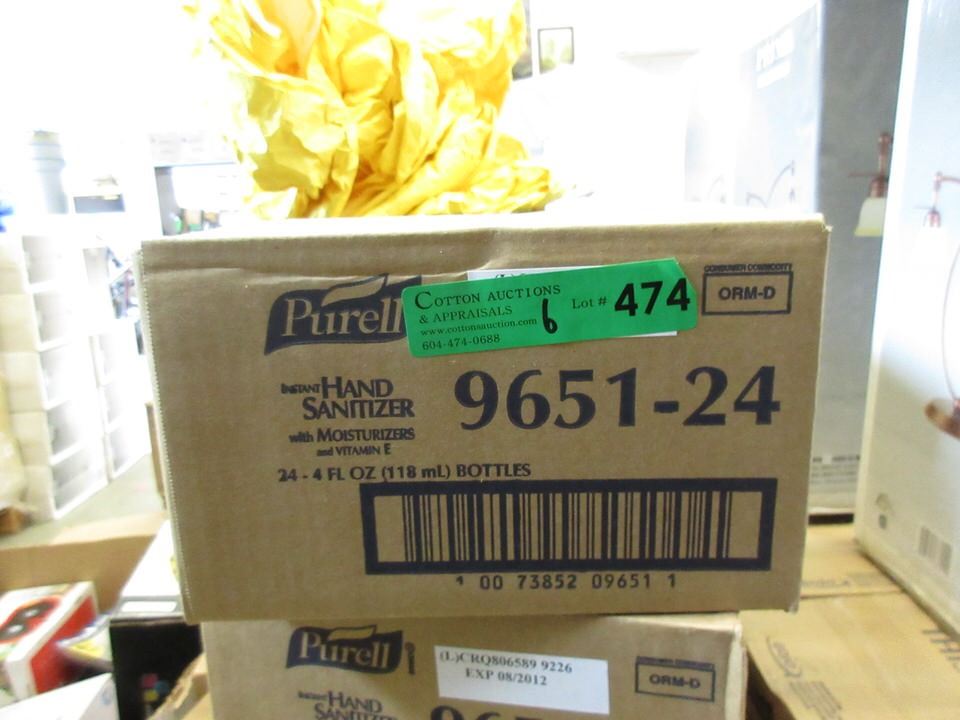 Purell
COTTON AUCTIONS
& APPRAISALS
www.cottonsauction.com
604-474-0688
6
Lot # 474
CONSUMER COMMODITY
ORM-D
INSTANT HAND
SANITIZER
with MOISTURIZERS
and VITAMIN E
9651-24
24 - 4 FL OZ (118 mL) BOTTLES
1 00 73852 09651 1
Purell
(L)CRQ806589 9226
EXP 08/2012
ORM-D
INSTANT HAND
SANITIZER